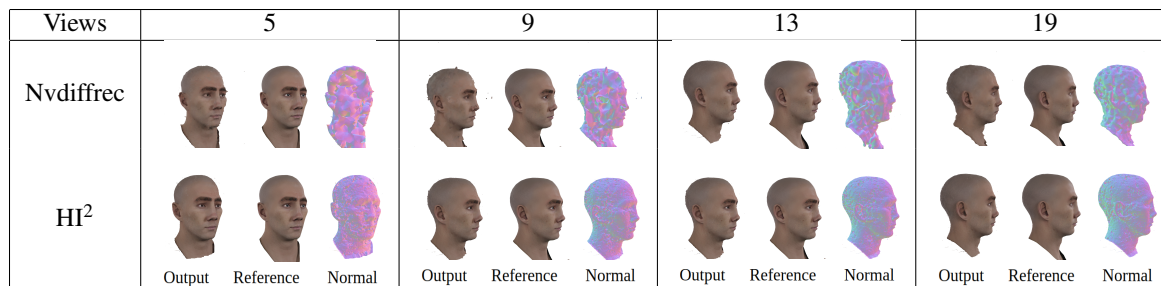 Views 5 9 13 19
Nvdiffrec
HI²
Output Reference Normal Output Reference Normal Output Reference Normal Output Reference Normal